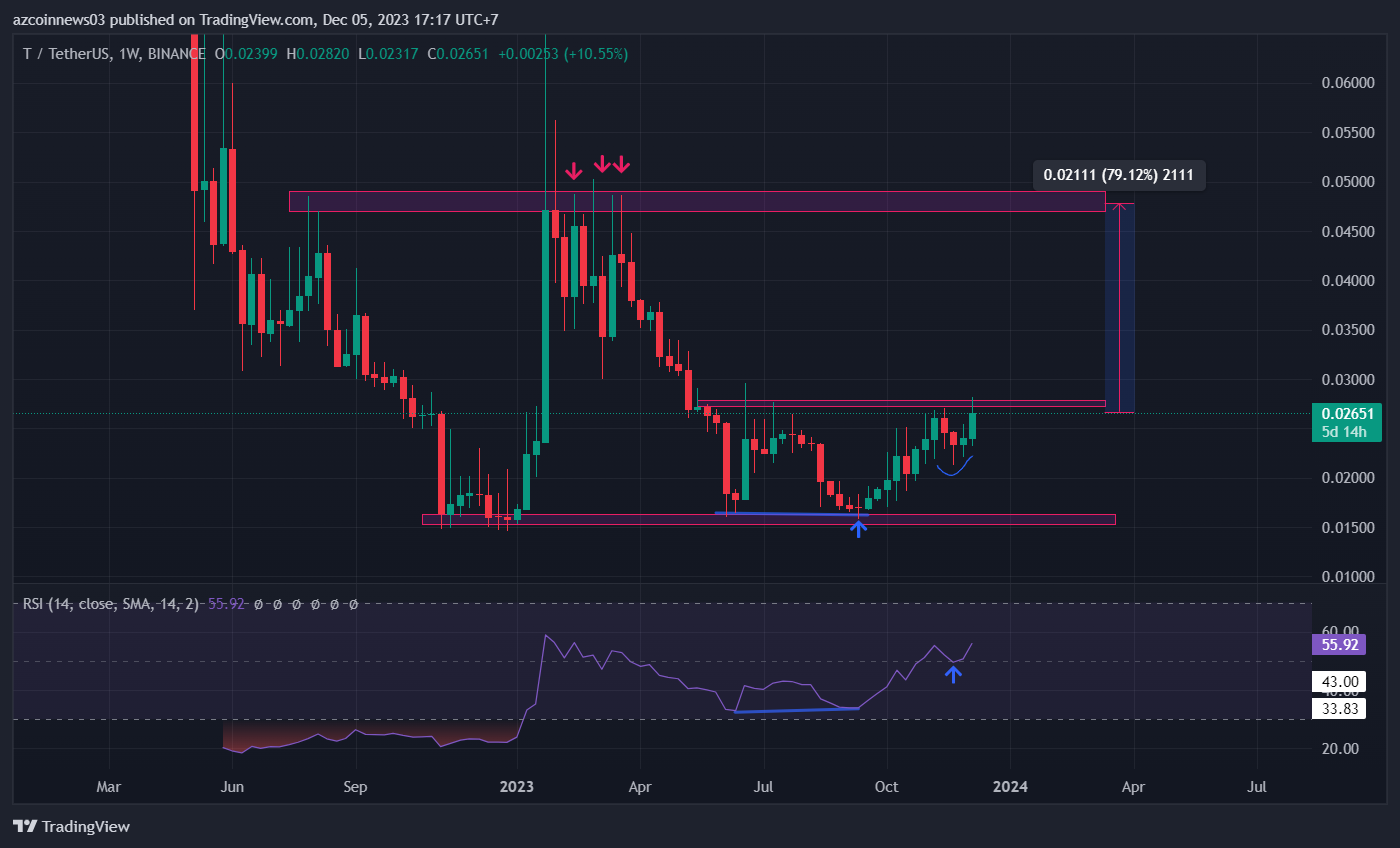 azcoinnews03 published on TradingView.com, Dec 05, 2023 17:17 UTC+7
T / TetherUS, 1W, BINANCE O0.02399 H0.02820 L0.02317 C0.02651 +0.00253 (+10.55%)
0.06000
0.05500
0.02111 (79.12%) 2111
0.05000
0.04500
0.04000
0.03500
0.03000
0.02651
5d 14h
0.02000
0.01500
0.01000
RSI (14, close, SMA, 14, 2) 55.92 ø ø ø ø ø ø
60.00
55.92
43.00
40.00
33.83
20.00
Mar Jun Sep 2023 Apr Jul Oct 2024 Apr Jul
TradingView